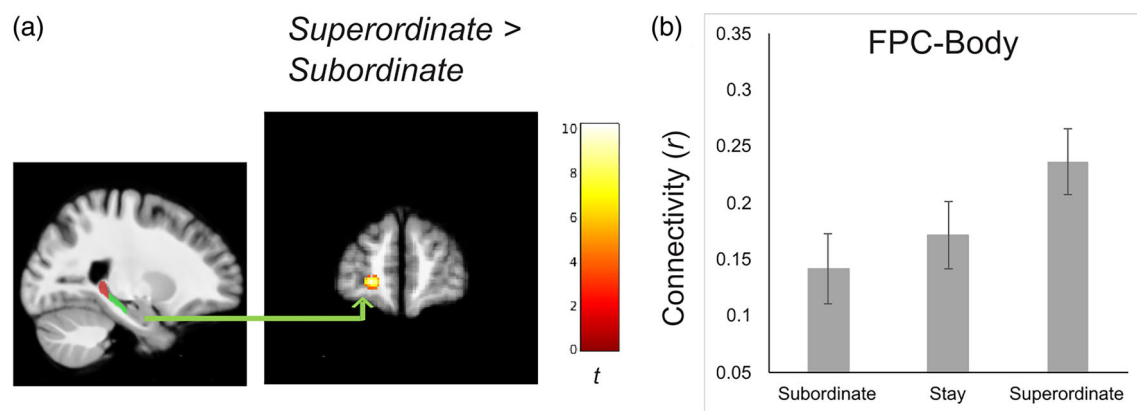 (a)
Superordinate >
Subordinate
10
8
6
4
2
0
t
(b)
FPC-Body
Connectivity (r)
0.35
0.3
0.25
0.2
0.15
0.1
0.05
Subordinate Stay Superordinate